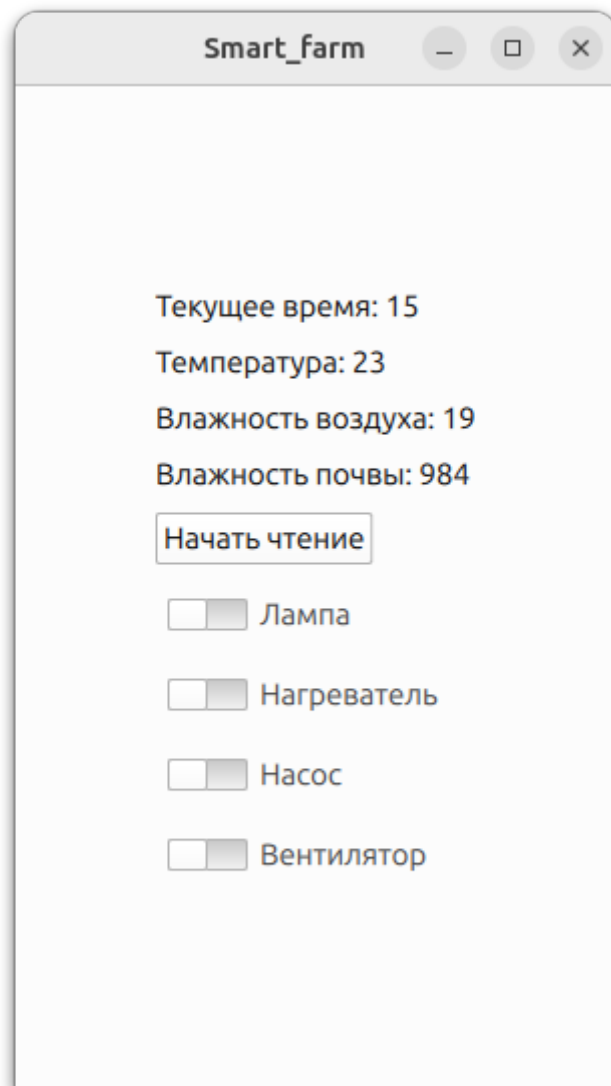 Smart_farm
Текущее время: 15
Температура: 23
Влажность воздуха: 19
Влажность почвы: 984
Начать чтение
Лампа
Нагреватель
Насос
Вентилятор